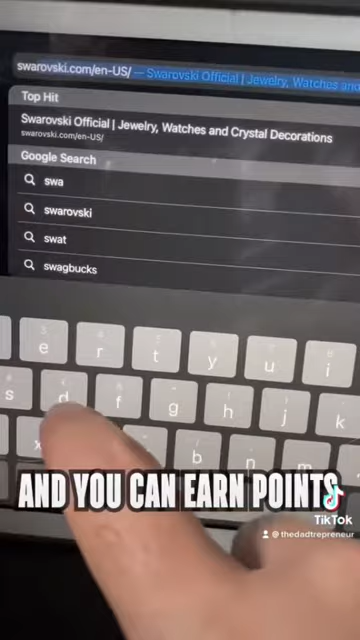 swarovski.com/en-US/ — Swarovski Official | Jewelry, Watches and
Top Hit
Swarovski Official | Jewelry, Watches and Crystal Decorations
swarovski.com/en-US/
Google Search
swa
swarovski
swat
swagbucks
e r t y u i
s d f g h j k
x b n m
AND YOU CAN EARN POINTS
TikTok
@thedadtrepreneur